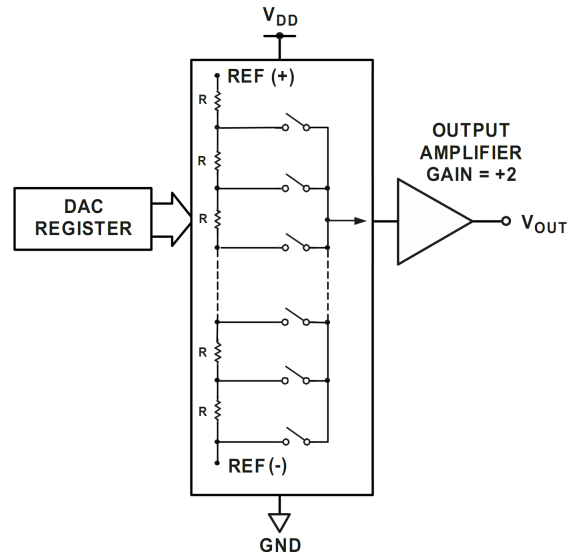 VDD
REF (+)
R
R
R
R
R
REF (-)
DAC
REGISTER
OUTPUT
AMPLIFIER
GAIN = +2
VOUT
GND